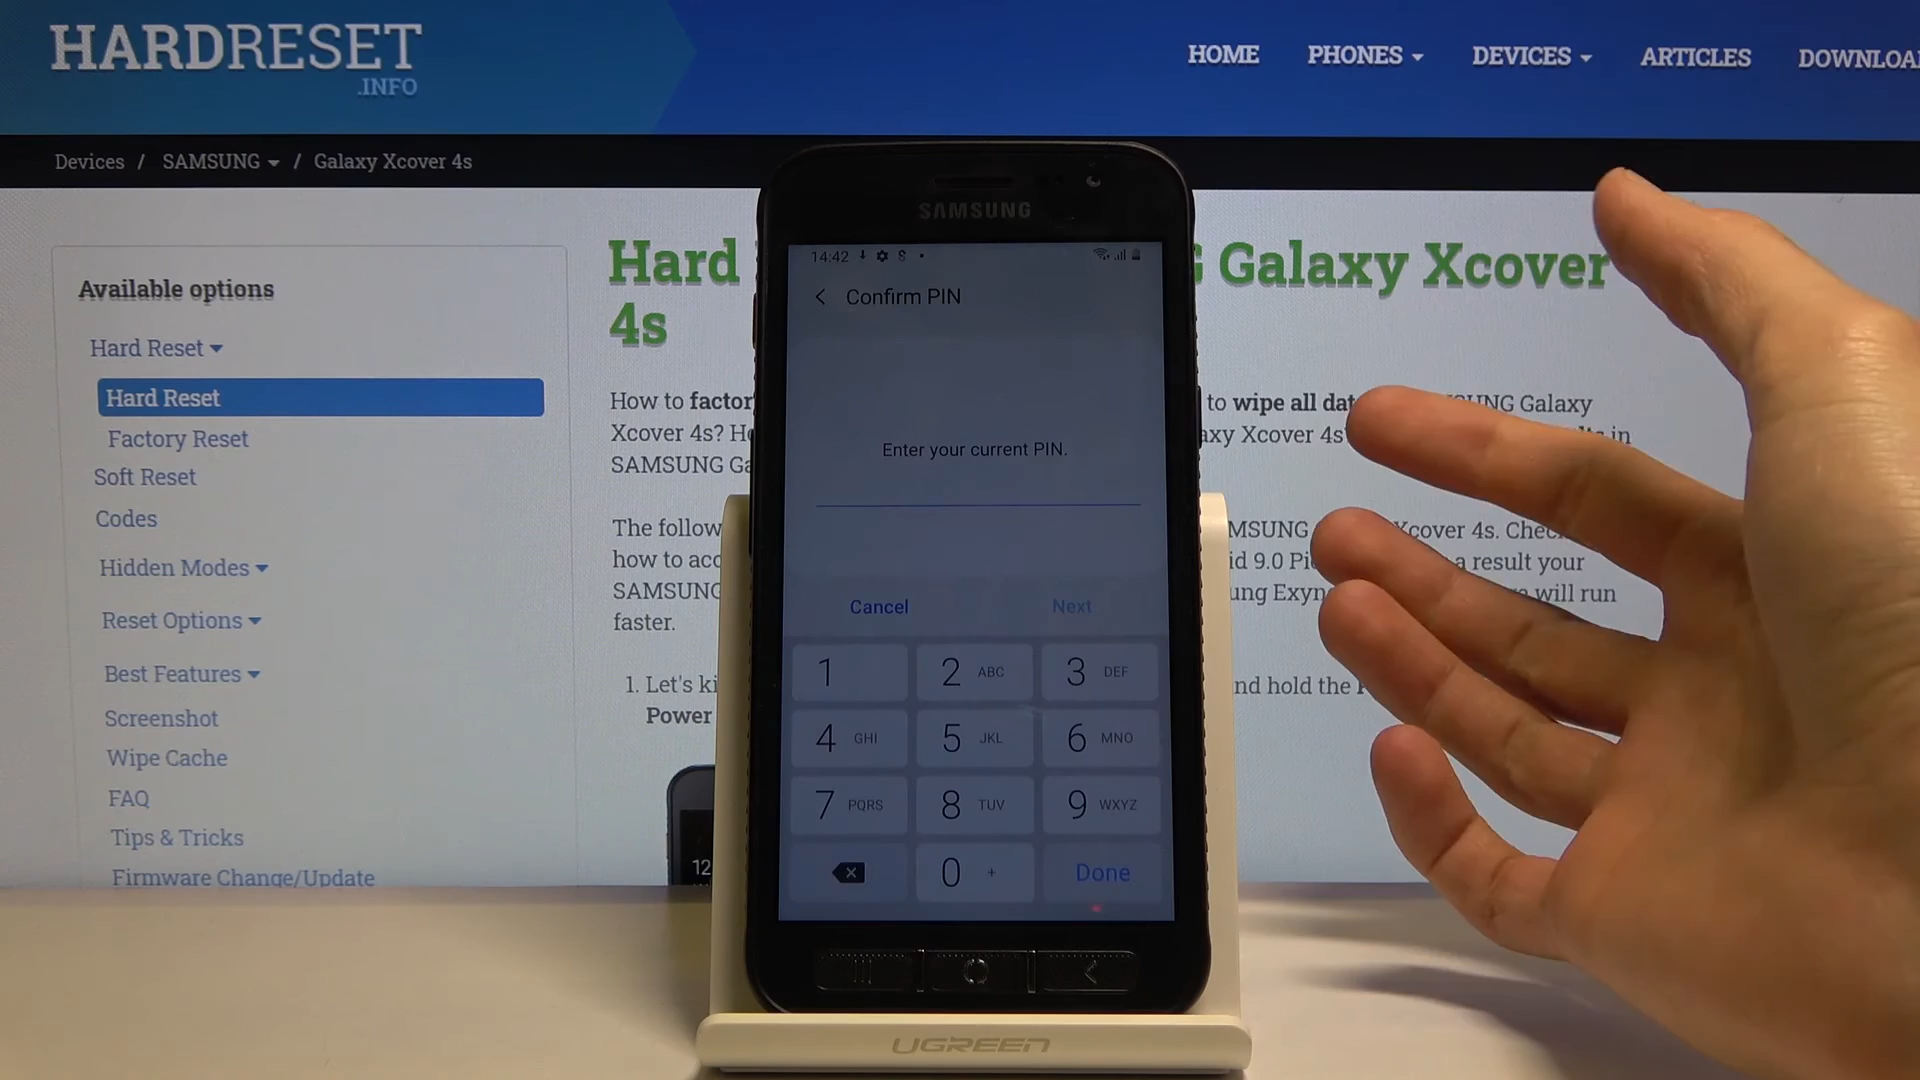 HARDRESET
.INFO
HOME PHONES DEVICES ARTICLES
Devices / SAMSUNG / Galaxy Xcover 4s
Available options
Hard Reset
Hard Reset
Factory Reset
Soft Reset
Codes
Hidden Modes
Reset Options
Best Features
Screenshot
Wipe Cache
FAQ
Tips & Tricks
Firmware Change/Update
Hard Galaxy Xcover
4s
How to to wipe all SAMSUNG Galaxy
Xcover 4s? Xcover 4s in
SAMSUNG
The Xcover 4s.
how to 9.0 a result your
SAMSUNG will run
faster.
1. Let's and hold the
Power
12
SAMSUNG
14:42
< Confirm PIN
Enter your current PIN.
Cancel Next
1 2 ABC 3 DEF
4 GHI 5 JKL 6 MNO
7 PQRS 8 TUV 9 WXYZ
0 + Done
UGREEN